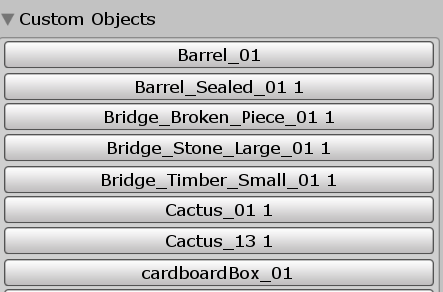 Custom Objects
Barrel_01
Barrel_Sealed_01 1
Bridge_Broken_Piece_01 1
Bridge_Stone_Large_01 1
Bridge_Timber_Small_01 1
Cactus_01 1
Cactus_13 1
cardboardBox_01